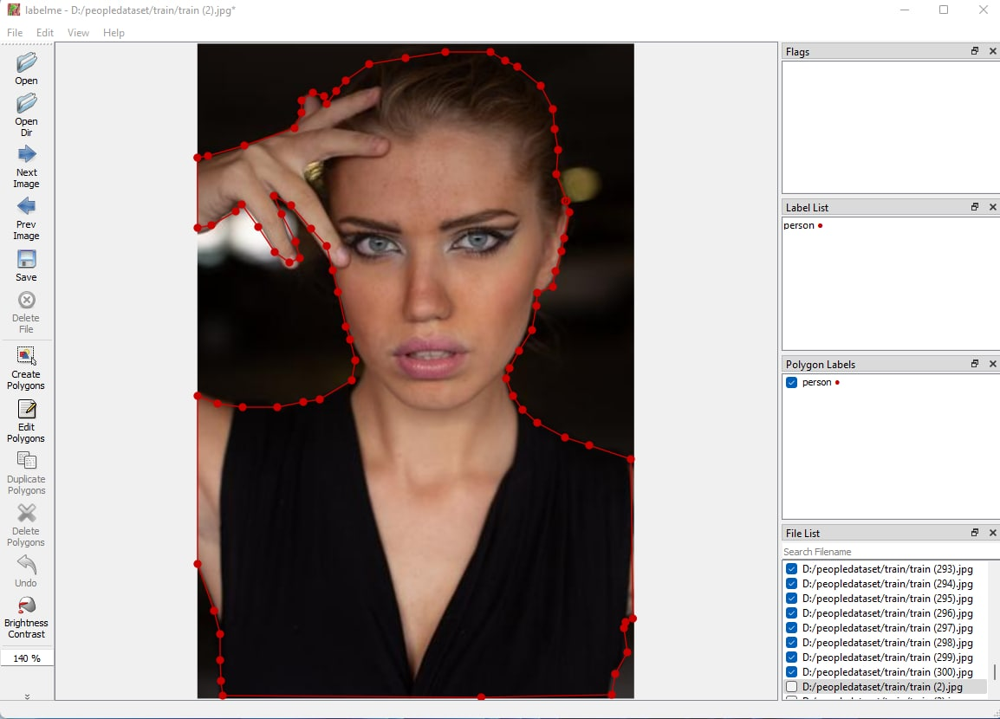 labelme - D:/peopledataset/train/train (2).jpg*
File Edit View Help
Open
Open
Dir
Next
Image
Prev
Image
Save
Delete
File
Create
Polygons
Edit
Polygons
Duplicate
Polygons
Delete
Polygons
Undo
Brightness
Contrast
140 %
Flags
Label List
person
Polygon Labels
person
File List
Search Filename
D:/peopledataset/train/train (293).jpg
D:/peopledataset/train/train (294).jpg
D:/peopledataset/train/train (295).jpg
D:/peopledataset/train/train (296).jpg
D:/peopledataset/train/train (297).jpg
D:/peopledataset/train/train (298).jpg
D:/peopledataset/train/train (299).jpg
D:/peopledataset/train/train (300).jpg
D:/peopledataset/train/train (2).jpg